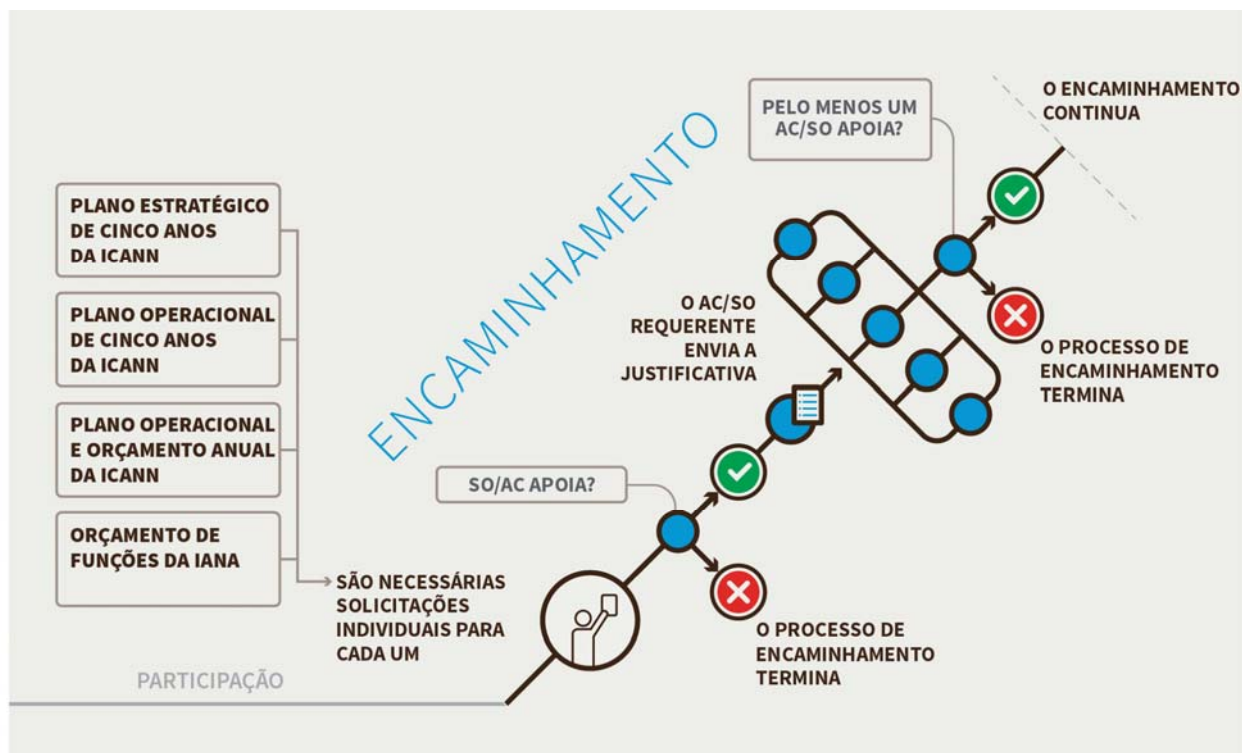 PLANO ESTRATÉGICO
DE CINCO ANOS
DA ICANN
PLANO OPERACIONAL
DE CINCO ANOS
DA ICANN
PLANO OPERACIONAL
E ORÇAMENTO ANUAL
DA ICANN
ORÇAMENTO DE
FUNÇÕES DA IANA
SÃO NECESSÁRIAS
SOLICITAÇÕES
INDIVIDUAIS PARA
CADA UM
PARTICIPAÇÃO
ENCAMINHAMENTO
SO/AC APOIA?
O PROCESSO DE
ENCAMINHAMENTO
TERMINA
O AC/SO
REQUERENTE
ENVIA A
JUSTIFICATIVA
PELO MENOS UM
AC/SO APOIA?
O PROCESSO DE
ENCAMINHAMENTO
TERMINA
O ENCAMINHAMENTO
CONTINUA